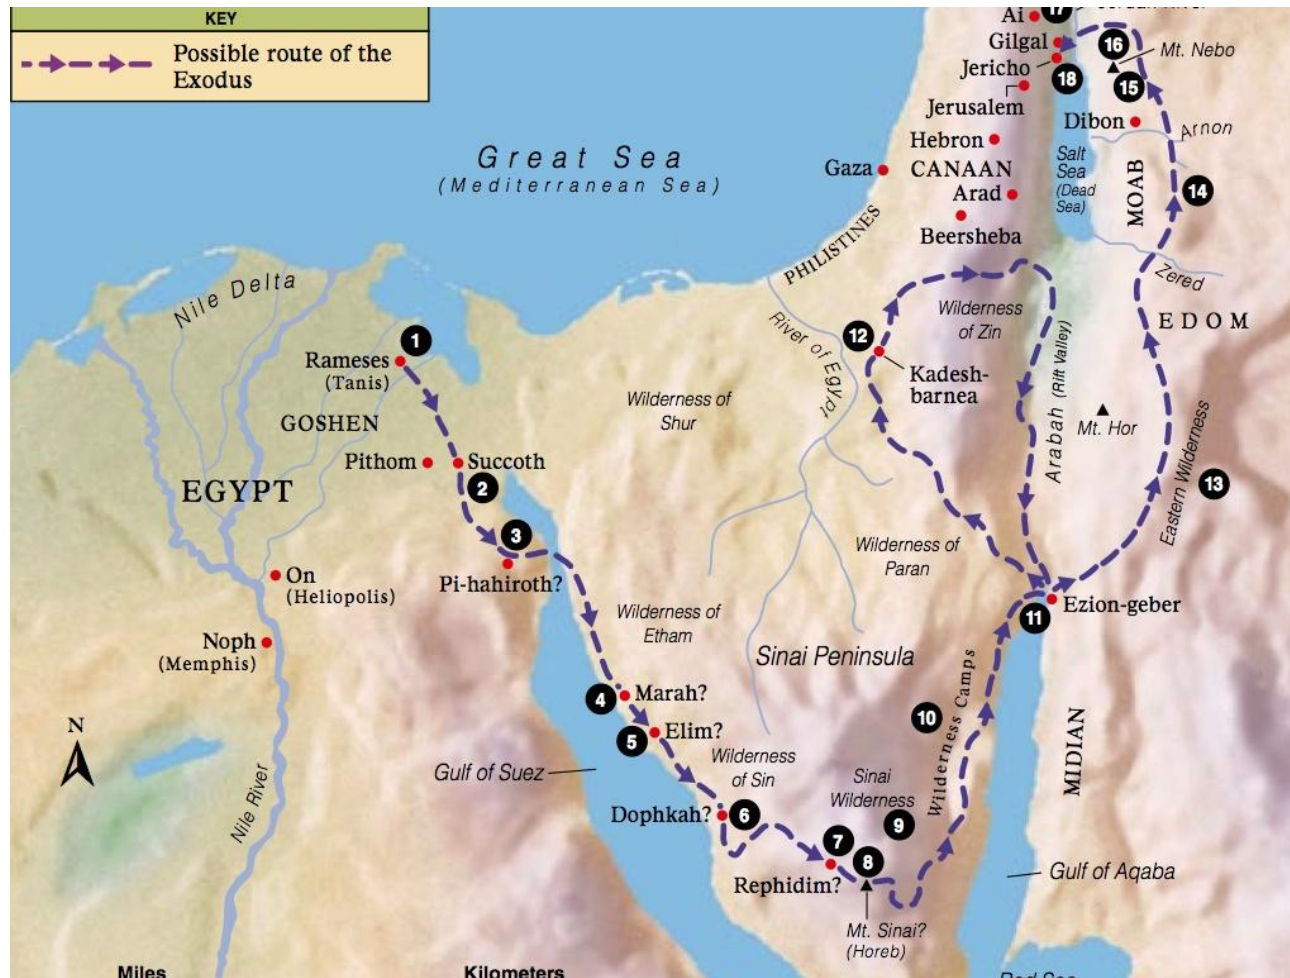 KEY
Possible route of the
Exodus
Ai
17
Gilgal
16
Mt. Nebo
Jericho
18
15
Jerusalem
Dibon
Arnon
Great Sea
(Mediterranean Sea)
Hebron
Gaza
CANAAN
Salt
Sea
(Dead
Sea)
Arad
MOAB
14
Beersheba
PHILISTINES
Zered
Nile Delta
Wilderness
of Zin
EDOM
1
River of Egypt
12
Rameses
(Tanis)
Kadesh-
barnea
Arabah (Rift Valley)
Wilderness of
Shur
Mt. Hor
GOSHEN
Eastern Wilderness
Pithom
Succoth
13
EGYPT
2
3
Wilderness of
Paran
On
(Heliopolis)
Pi-hahiroth?
Ezion-geber
11
Wilderness of
Etham
Noph
(Memphis)
Sinai Peninsula
Marah?
4
Wilderness Camps
10
N
Elim?
5
MIDIAN
Wilderness
of Sin
Gulf of Suez
Sinai
Wilderness
Nile River
Dophkah?
6
9
7
8
Gulf of Aqaba
Rephidim?
Mt. Sinai?
(Horeb)
Miles
Kilometers
Red Sea